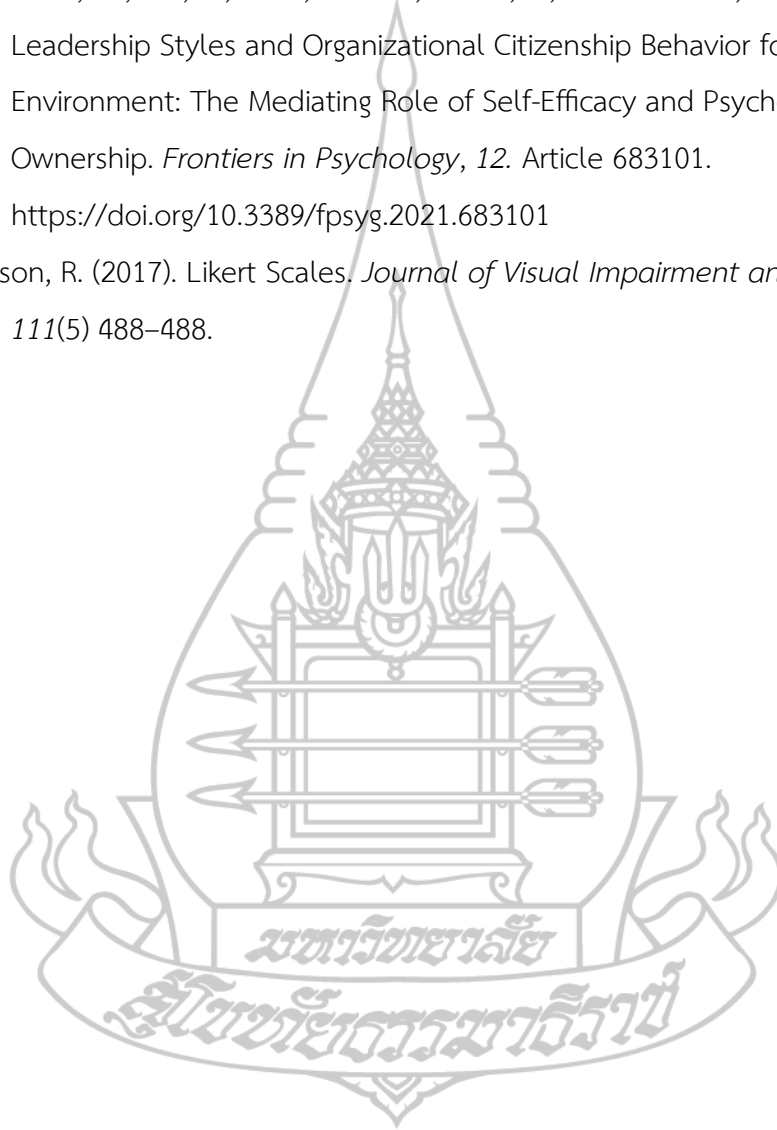 Leadership Styles and Organizational Citizenship Behavior fo
Environment: The Mediating Role of Self-Efficacy and Psych
Ownership. Frontiers in Psychology, 12. Article 683101.
https://doi.org/10.3389/fpsyg.2021.683101
son, R. (2017). Likert Scales. Journal of Visual Impairment an
111(5) 488–488.
มหาวิทยาลัย
สุโขทัยธรรมาธิราช